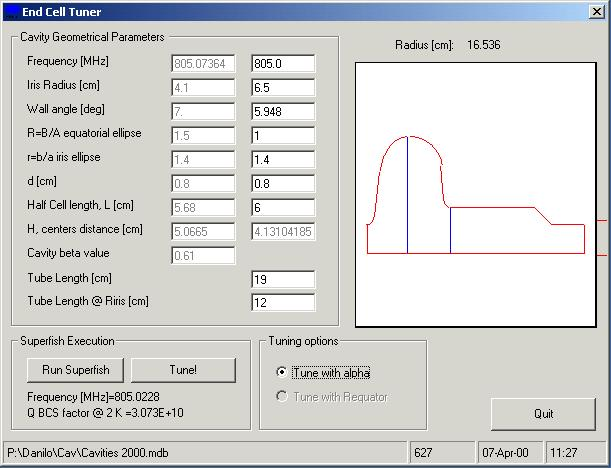 End Cell Tuner
Cavity Geometrical Parameters
Radius [cm]: 16.536
Frequency [MHz] 805.07364 805.0
Iris Radius [cm] 4.1 6.5
Wall angle [deg] 7. 5.948
R=B/A equatorial ellipse 1.5 1
r=b/a iris ellipse 1.4 1.4
d [cm] 0.8 0.8
Half Cell length, L [cm] 5.68 6
H, centers distance [cm] 5.0665 4.13104185
Cavity beta value 0.61
Tube Length [cm] 19
Tube Length @ Riris [cm] 12
Superfish Execution
Run Superfish Tune!
Frequency [MHz]=805.0228
Q BCS factor @ 2 K =3.073E+10
Tuning options
Tune with alpha
Tune with Requator
Quit
P:\Danilo\Cav\Cavities 2000.mdb 627 07-Apr-00 11:27